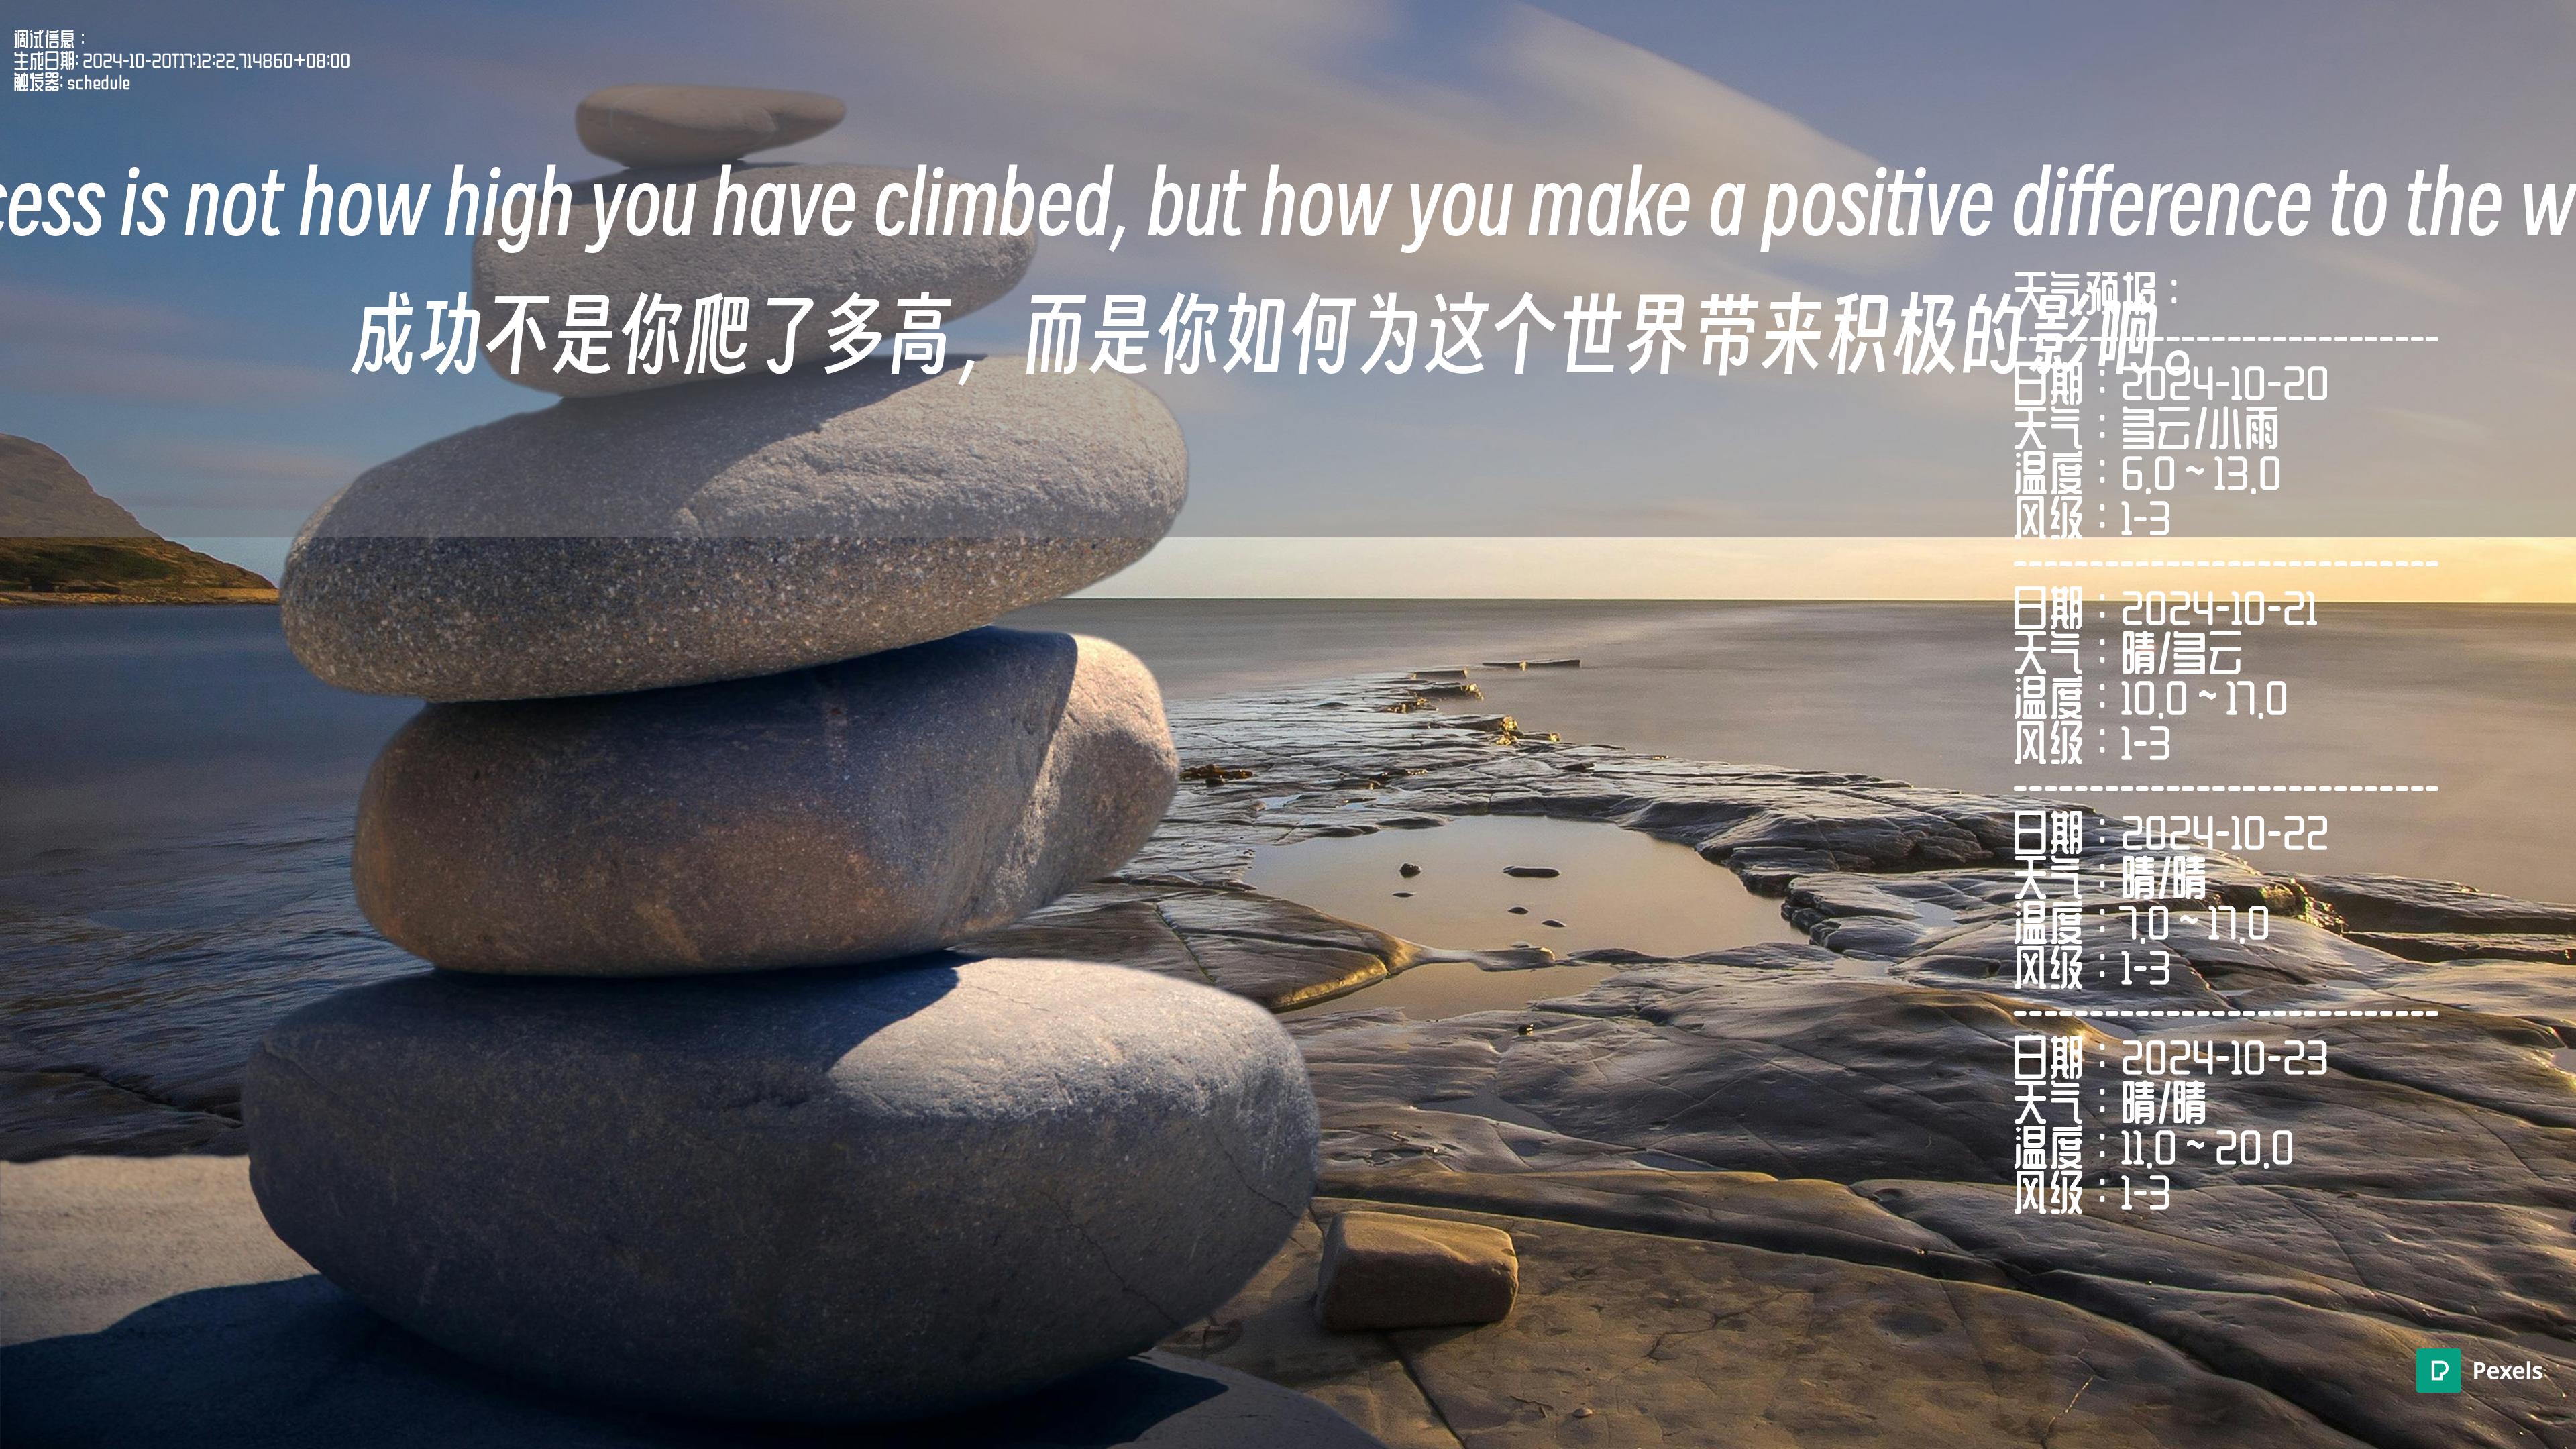 调试信息：
生成日期: 2024-10-20T17:12:22.714860+08:00
触发器: schedule
is not how high you have climbed, but how you make a positive difference to the
成功不是你爬了多高，而是你如何为这个世界带来积极的影响。
天气预报：
----------------------------
日期：2024-10-20
天气：多云/小雨
温度：6.0 ~ 13.0
风级：1-3
----------------------------
日期：2024-10-21
天气：晴/多云
温度：10.0 ~ 17.0
风级：1-3
----------------------------
日期：2024-10-22
天气：晴/晴
温度：7.0 ~ 17.0
风级：1-3
----------------------------
日期：2024-10-23
天气：晴/晴
温度：11.0 ~ 20.0
风级：1-3
Pexels